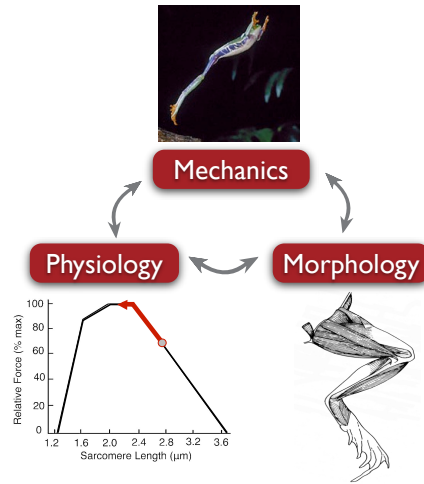 Mechanics
Physiology
Morphology
Relative Force (% max)
100
80
60
40
20
0
1.2 1.6 2.0 2.4 2.8 3.2 3.6
Sarcomere Length (μm)